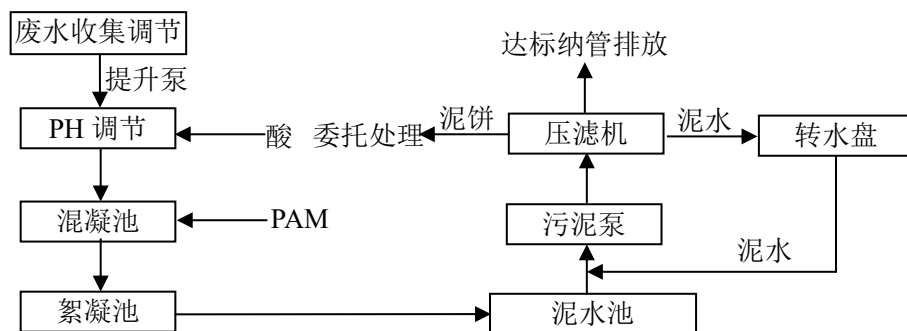 废水收集调节
达标纳管排放
提升泵
PH 调节
酸
委托处理
泥饼
压滤机
泥水
转水盘
混凝池
PAM
污泥泵
泥水
絮凝池
泥水池